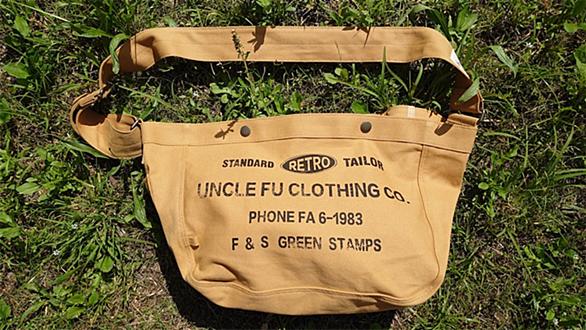 STANDARD RETRO TAILOR
UNCLE FU CLOTHING CO.
PHONE FA 6-1983
F & S GREEN STAMPS